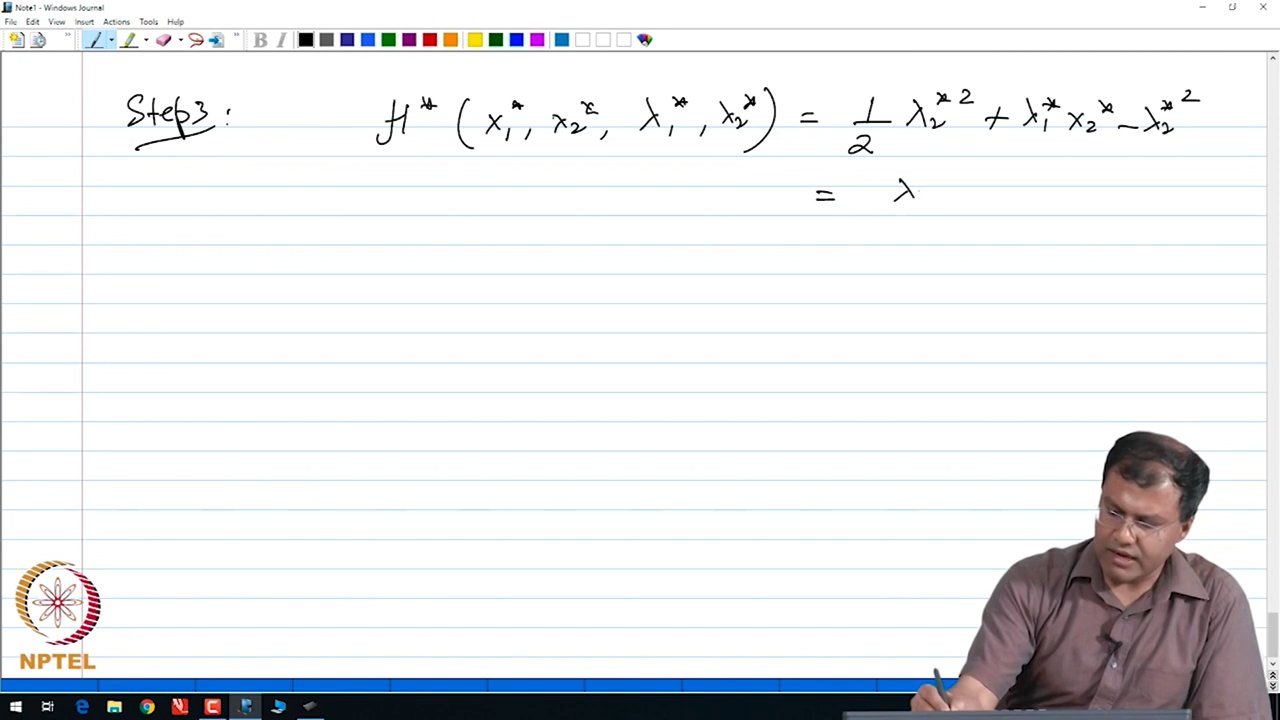 Note1 - Windows Journal
File Edit View Insert Actions Tools Help
B I
Step3: H* (x₁*, x₂*, λ₁*, λ₂*) = 1/2 λ₂*² + λ₁* x₂* - λ₂*²
= λ
NPTEL